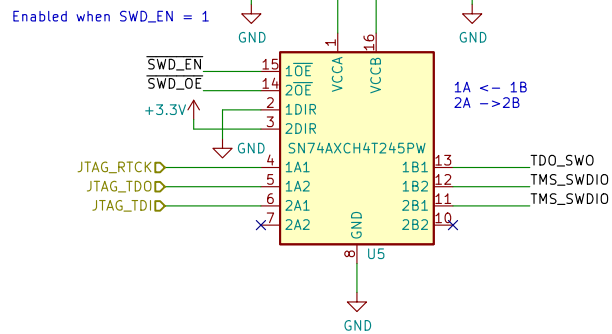 Enabled when SWD_EN = 1
GND
GND
1
16
VCCA
VCCB
SWD_EN
15
1OE
SWD_OE
14
2OE
+3.3V
2
1DIR
3
2DIR
GND
1A <- 1B
2A ->2B
SN74AXCH4T245PW
JTAG_RTCK
4
1A1
1B1
13
TDO_SWO
JTAG_TDO
5
1A2
1B2
12
TMS_SWDIO
JTAG_TDI
6
2A1
2B1
11
TMS_SWDIO
7
2A2
2B2
10
GND
8
U5
GND